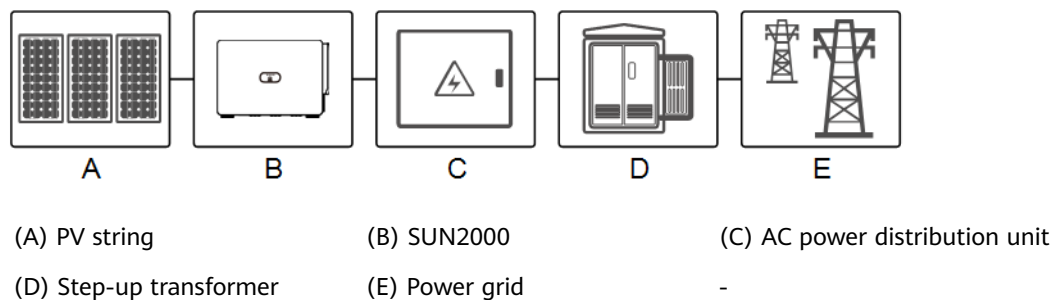 A B C D E
(A) PV string (B) SUN2000 (C) AC power distribution unit
(D) Step-up transformer (E) Power grid -